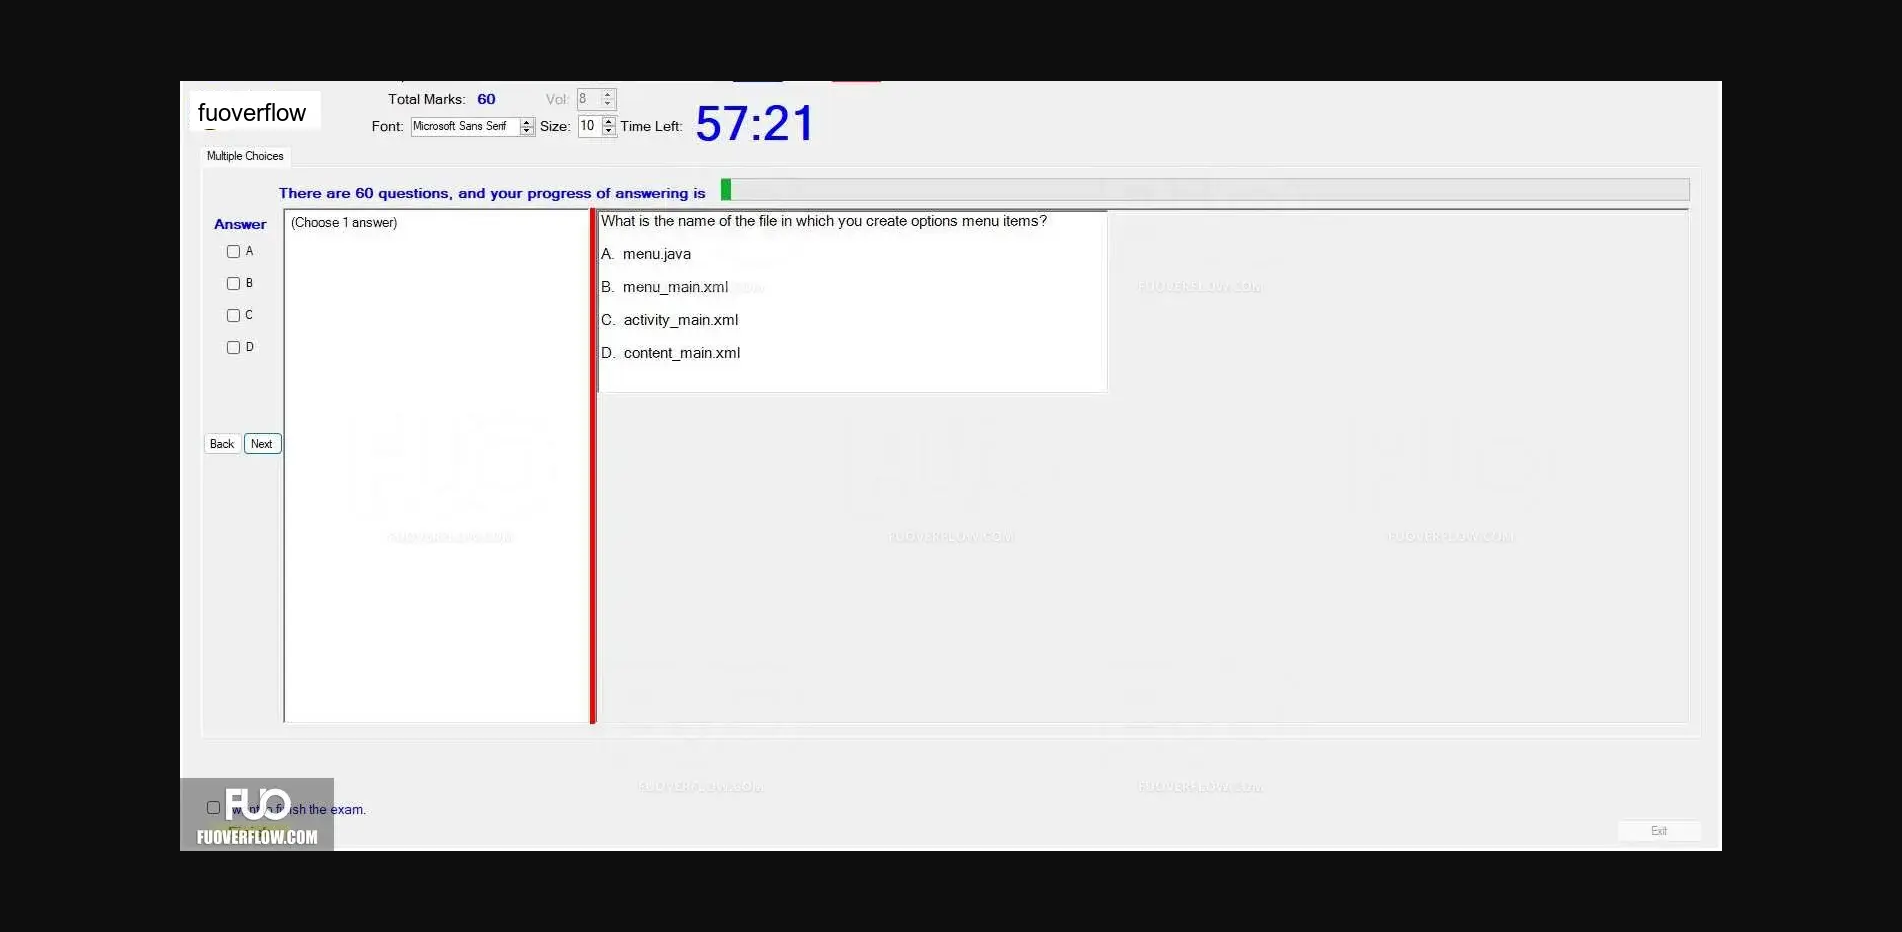 fuoverflow
Total Marks: 60
Vol: 8
Font: Microsoft Sans Serif Size: 10 Time Left: 57:21
Multiple Choices
There are 60 questions, and your progress of answering is
Answer
A
B
C
D
Back Next
(Choose 1 answer)
What is the name of the file in which you create options menu items?
A. menu.java
B. menu_main.xml
C. activity_main.xml
D. content_main.xml
FUOVERFLOW.COM
FUOVERFLOW.COM
FUOVERFLOW.COM
FUOVERFLOW.COM
FUOVERFLOW.COM
FUOVERFLOW.COM
FUO
want to finish the exam.
FUOVERFLOW.COM
Exit